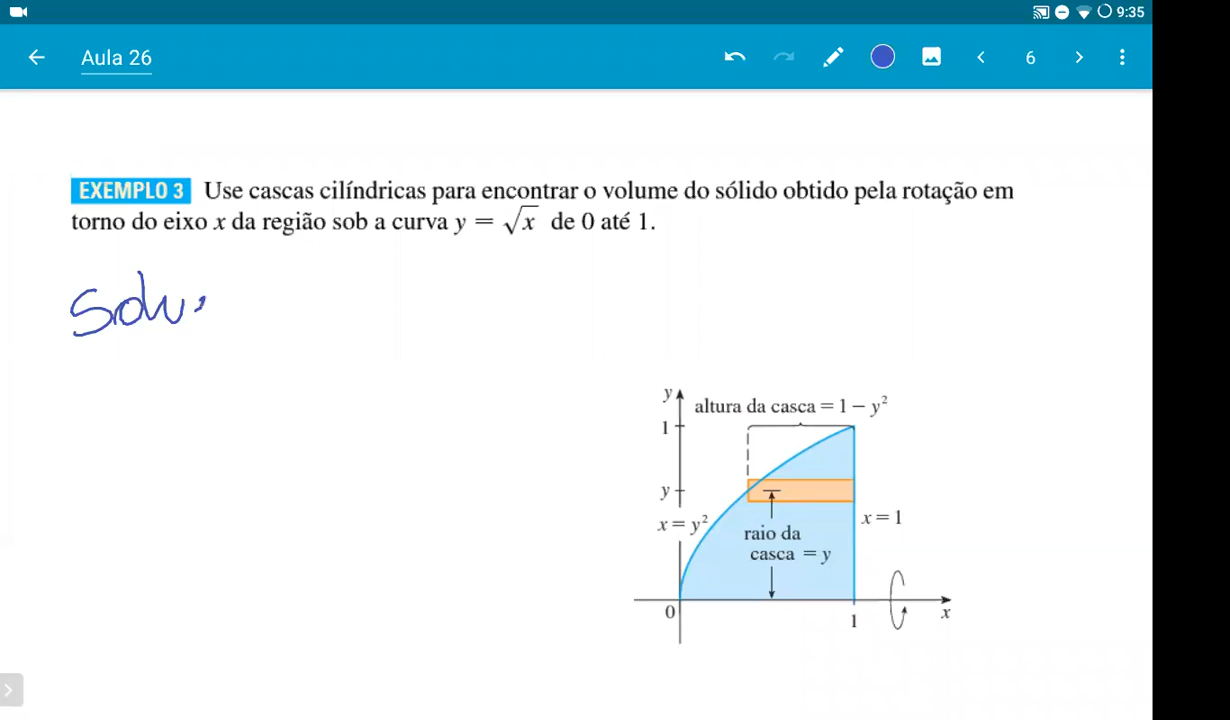 9:35
Aula 26
6
EXEMPLO 3 Use cascas cilíndricas para encontrar o volume do sólido obtido pela rotação em
torno do eixo x da região sob a curva y = √x de 0 até 1.
Solu
y
altura da casca = 1 − y²
1
y
x = y²
x = 1
raio da
casca = y
0
1
x